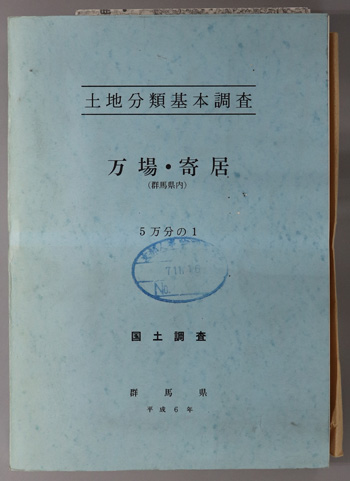 土地分類基本調査
万場・寄居
(群馬県内)
5万分の1
No.
国土調査
群馬県
平成6年